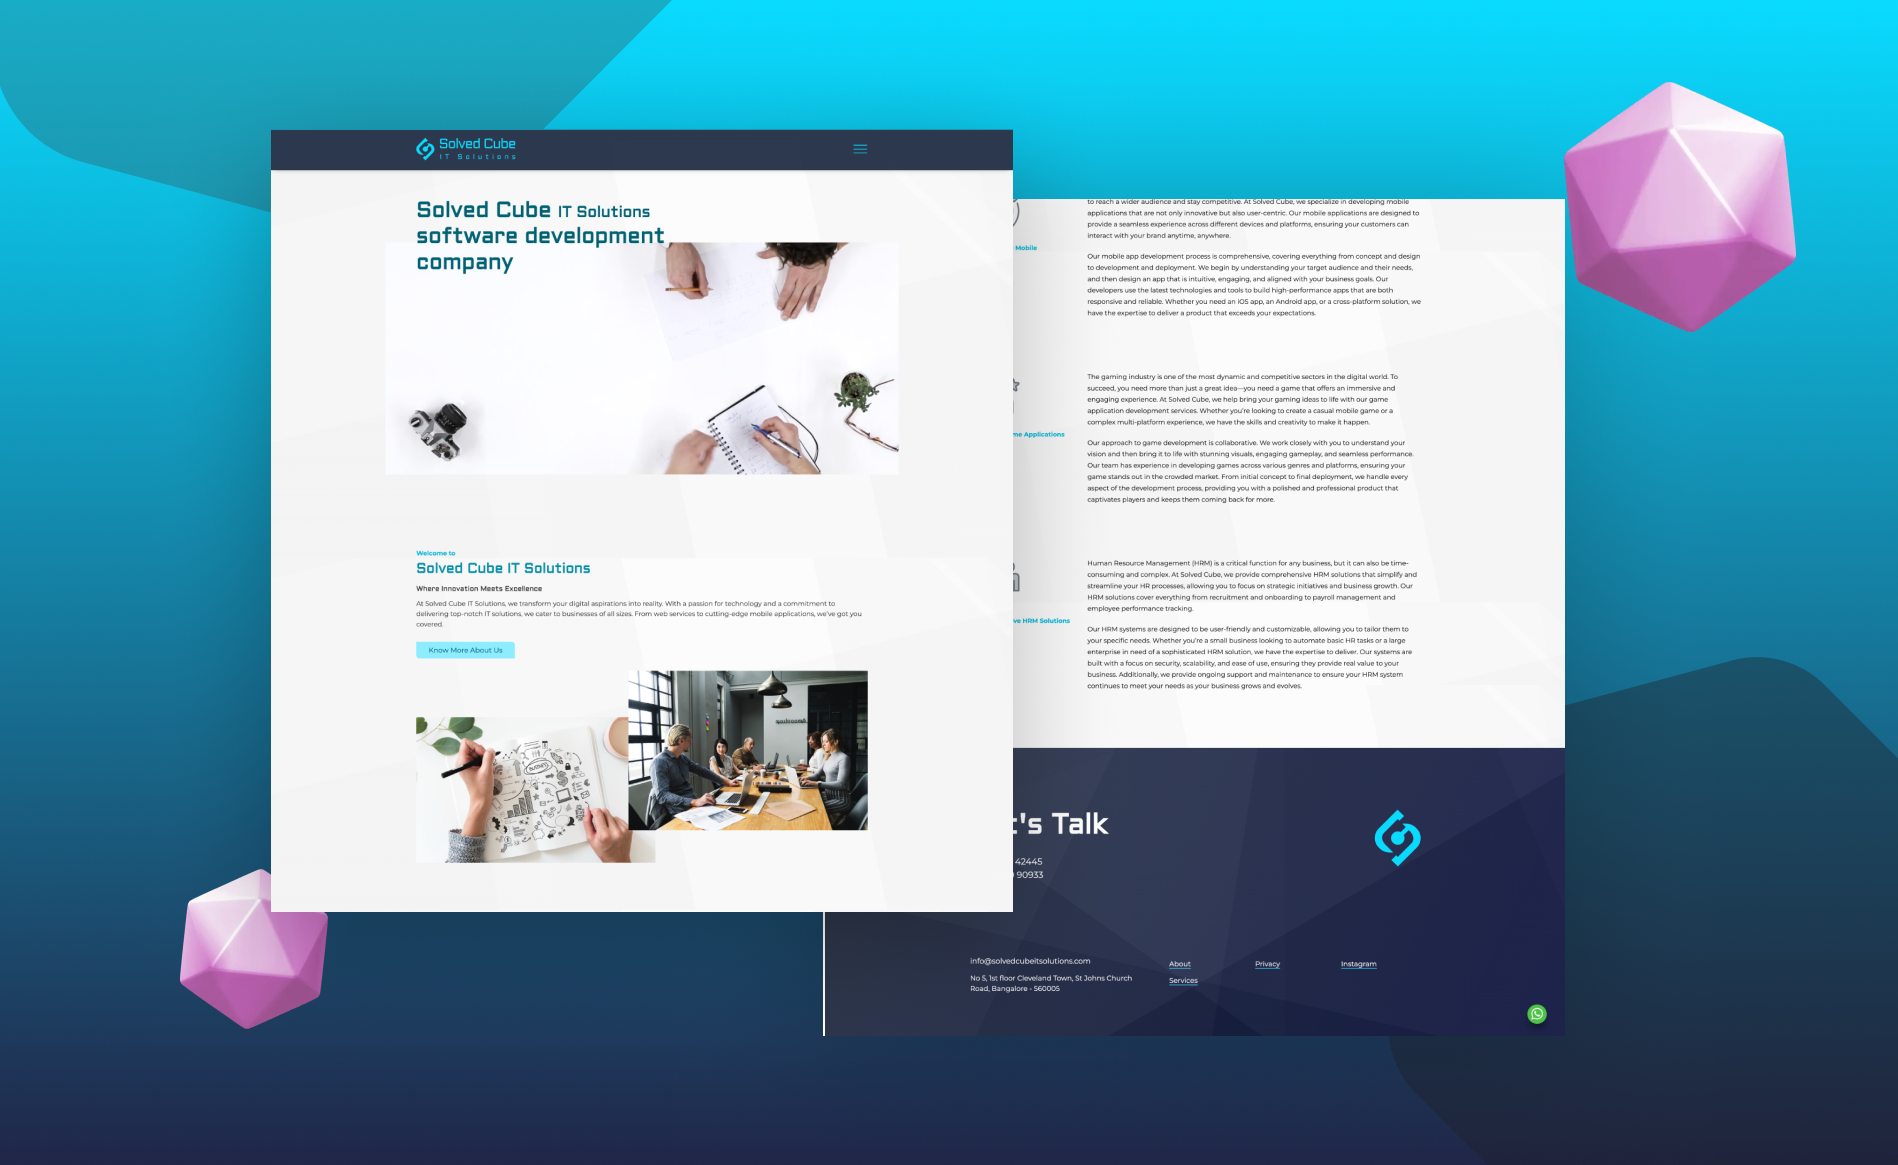 Solved Cube
IT Solutions
Solved Cube IT Solutions
software development
company
Welcome to
Solved Cube IT Solutions
Where Innovation Meets Excellence
At Solved Cube IT Solutions, we transform your digital aspirations into reality. With a passion for technology and a commitment to
delivering top-notch IT solutions, we cater to businesses of all sizes. From web services to cutting-edge mobile applications, we've got you
covered.
Know More About Us
BUSINESS
to reach a wider audience and stay competitive. At Solved Cube, we specialize in developing mobile
applications that are not only innovative but also user-centric. Our mobile applications are designed to
provide a seamless experience across different devices and platforms, ensuring your customers can
interact with your brand anytime, anywhere.
Mobile
Our mobile app development process is comprehensive, covering everything from concept and design
to development and deployment. We begin by understanding your target audience and their needs,
and then design an app that is intuitive, engaging, and aligned with your business goals. Our
developers use the latest technologies and tools to build high-performance apps that are both
responsive and reliable. Whether you need an iOS app, an Android app, or a cross-platform solution, we
have the expertise to deliver a product that exceeds your expectations.
The gaming industry is one of the most dynamic and competitive sectors in the digital world. To
succeed, you need more than just a great idea—you need a game that offers an immersive and
engaging experience. At Solved Cube, we help bring your gaming ideas to life with our game
application development services. Whether you're looking to create a casual mobile game or a
complex multi-platform experience, we have the skills and creativity to make it happen.
me Applications
Our approach to game development is collaborative. We work closely with you to understand your
vision and then bring it to life with stunning visuals, engaging gameplay, and seamless performance.
Our team has experience in developing games across various genres and platforms, ensuring your
game stands out in the crowded market. From initial concept to final deployment, we handle every
aspect of the development process, providing you with a polished and professional product that
captivates players and keeps them coming back for more.
Human Resource Management (HRM) is a critical function for any business, but it can also be time-
consuming and complex. At Solved Cube, we provide comprehensive HRM solutions that simplify and
streamline your HR processes, allowing you to focus on strategic initiatives and business growth. Our
HRM solutions cover everything from recruitment and onboarding to payroll management and
employee performance tracking.
ve HRM Solutions
Our HRM systems are designed to be user-friendly and customizable, allowing you to tailor them to
your specific needs. Whether you're a small business looking to automate basic HR tasks or a large
enterprise in need of a sophisticated HRM solution, we have the expertise to deliver. Our systems are
built with a focus on security, scalability, and ease of use, ensuring they provide real value to your
business. Additionally, we provide ongoing support and maintenance to ensure your HRM system
continues to meet your needs as your business grows and evolves.
t's Talk
42445
90933
info@solvedcubeitsolutions.com
No 5, 1st floor Cleveland Town, St Johns Church
Road, Bangalore - 560005
About
Services
Privacy
Instagram